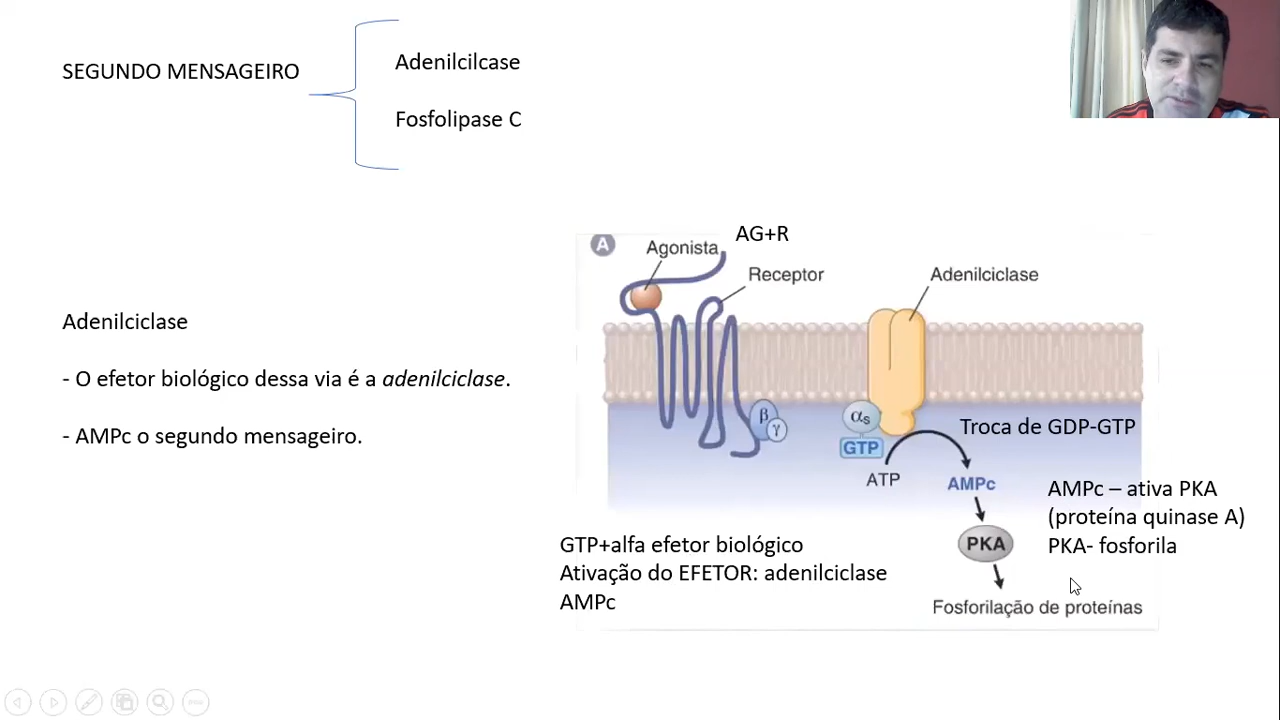 SEGUNDO MENSAGEIRO
Adenilcilcase
Fosfolipase C
Adenilciclase
- O efetor biológico dessa via é a adenilciclase.
- AMPc o segundo mensageiro.
A
Agonista
AG+R
Receptor
Adenilciclase
β
γ
αs
GTP
ATP
Troca de GDP-GTP
AMPc
PKA
Fosforilação de proteínas
AMPc – ativa PKA
(proteína quinase A)
PKA- fosforila
GTP+alfa efetor biológico
Ativação do EFETOR: adenilciclase
AMPc